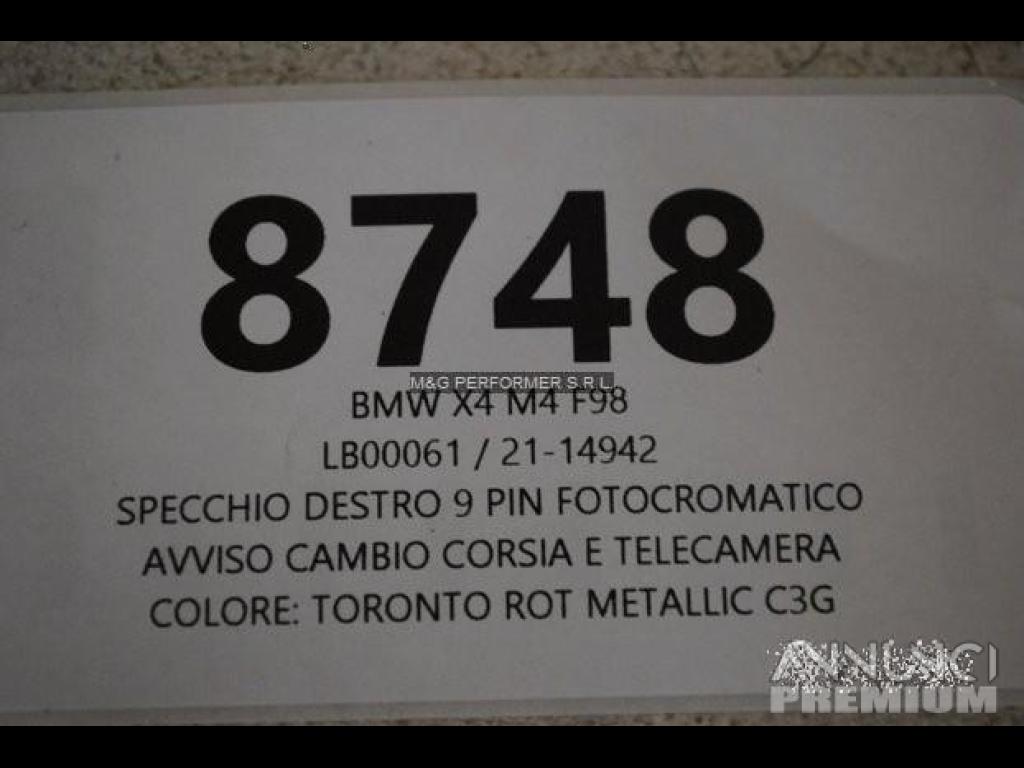 8748
M&G PERFORMER S.R.L.
BMW X4 M4 F98
LB00061 / 21-14942
SPECCHIO DESTRO 9 PIN FOTOCROMATICO
AVVISO CAMBIO CORSIA E TELECAMERA
COLORE: TORONTO ROT METALLIC C3G
ANNUNCI
PREMIUM